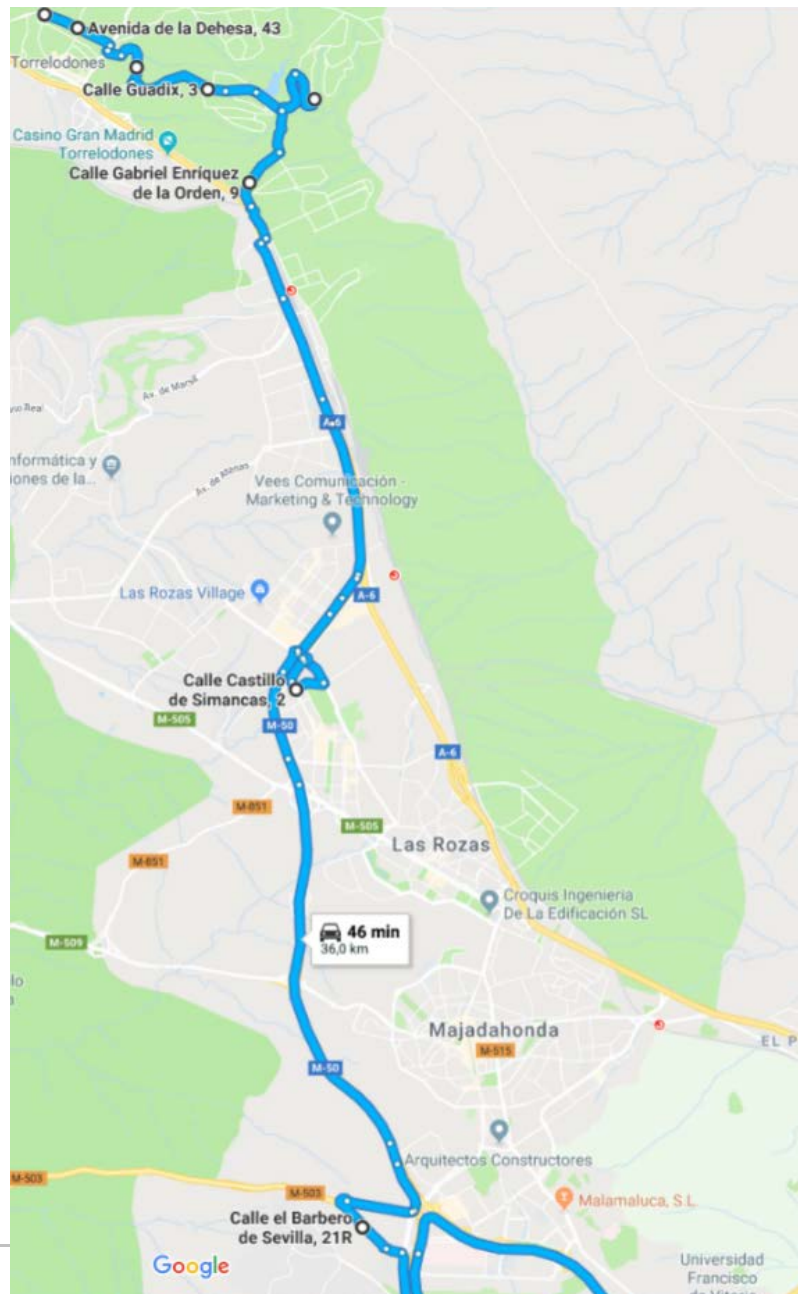 Avenida de la Dehesa, 43
Torrelodones
Calle Guadix, 3
Casino Gran Madrid
Torrelodones
Calle Gabriel Enríquez
de la Orden, 9
Av. de
Real
A-6
nformática y
iones de la...
Av. de
Vees Comunicación -
Marketing & Technology
Las Rozas Village
A-6
Calle Castillo
de Simancas, 2
M-505
M-50
A-6
M-851
M-505
Las Rozas
M-851
Croquis Ingenieria
De La Edificación SL
46 min
36,0 km
M-509
lo
Majadahonda
M-515
EL P
M-50
Arquitectos Constructores
M-503
M-503
Malamaluca, S.L
Calle el Barbero
de Sevilla, 21R
Google
Universidad
Francisco